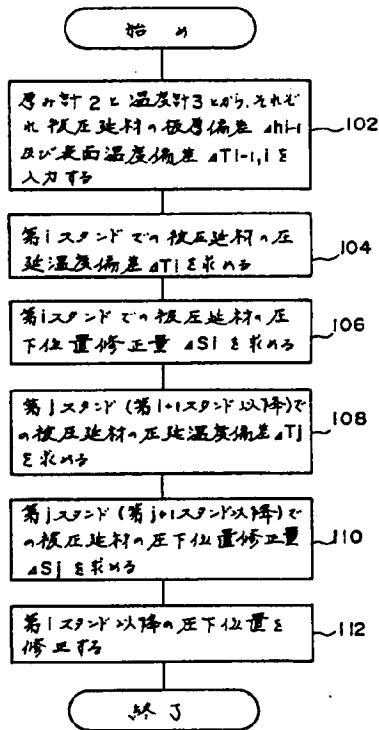 始め
厚み計2と温度計3とから,それぞ
れ被圧延材の板厚偏差 Δhi-1
及び表面温度偏差 ΔTi-1,iを
入力する
102
第iスタンドでの被圧延材の圧
延温度偏差ΔTiを求める
104
第iスタンドでの被圧延材の圧
下位置修正量 ΔSiを求める
106
第jスタンド(第i+1スタンド以降)で
の被圧延材の圧延温度偏差ΔTj
を求める
108
第jスタンド(第j+1スタンド以降)で
の被圧延材の圧下位置修正量
ΔSjを求める
110
第iスタンド以降の圧下位置を
修正する
112
終了